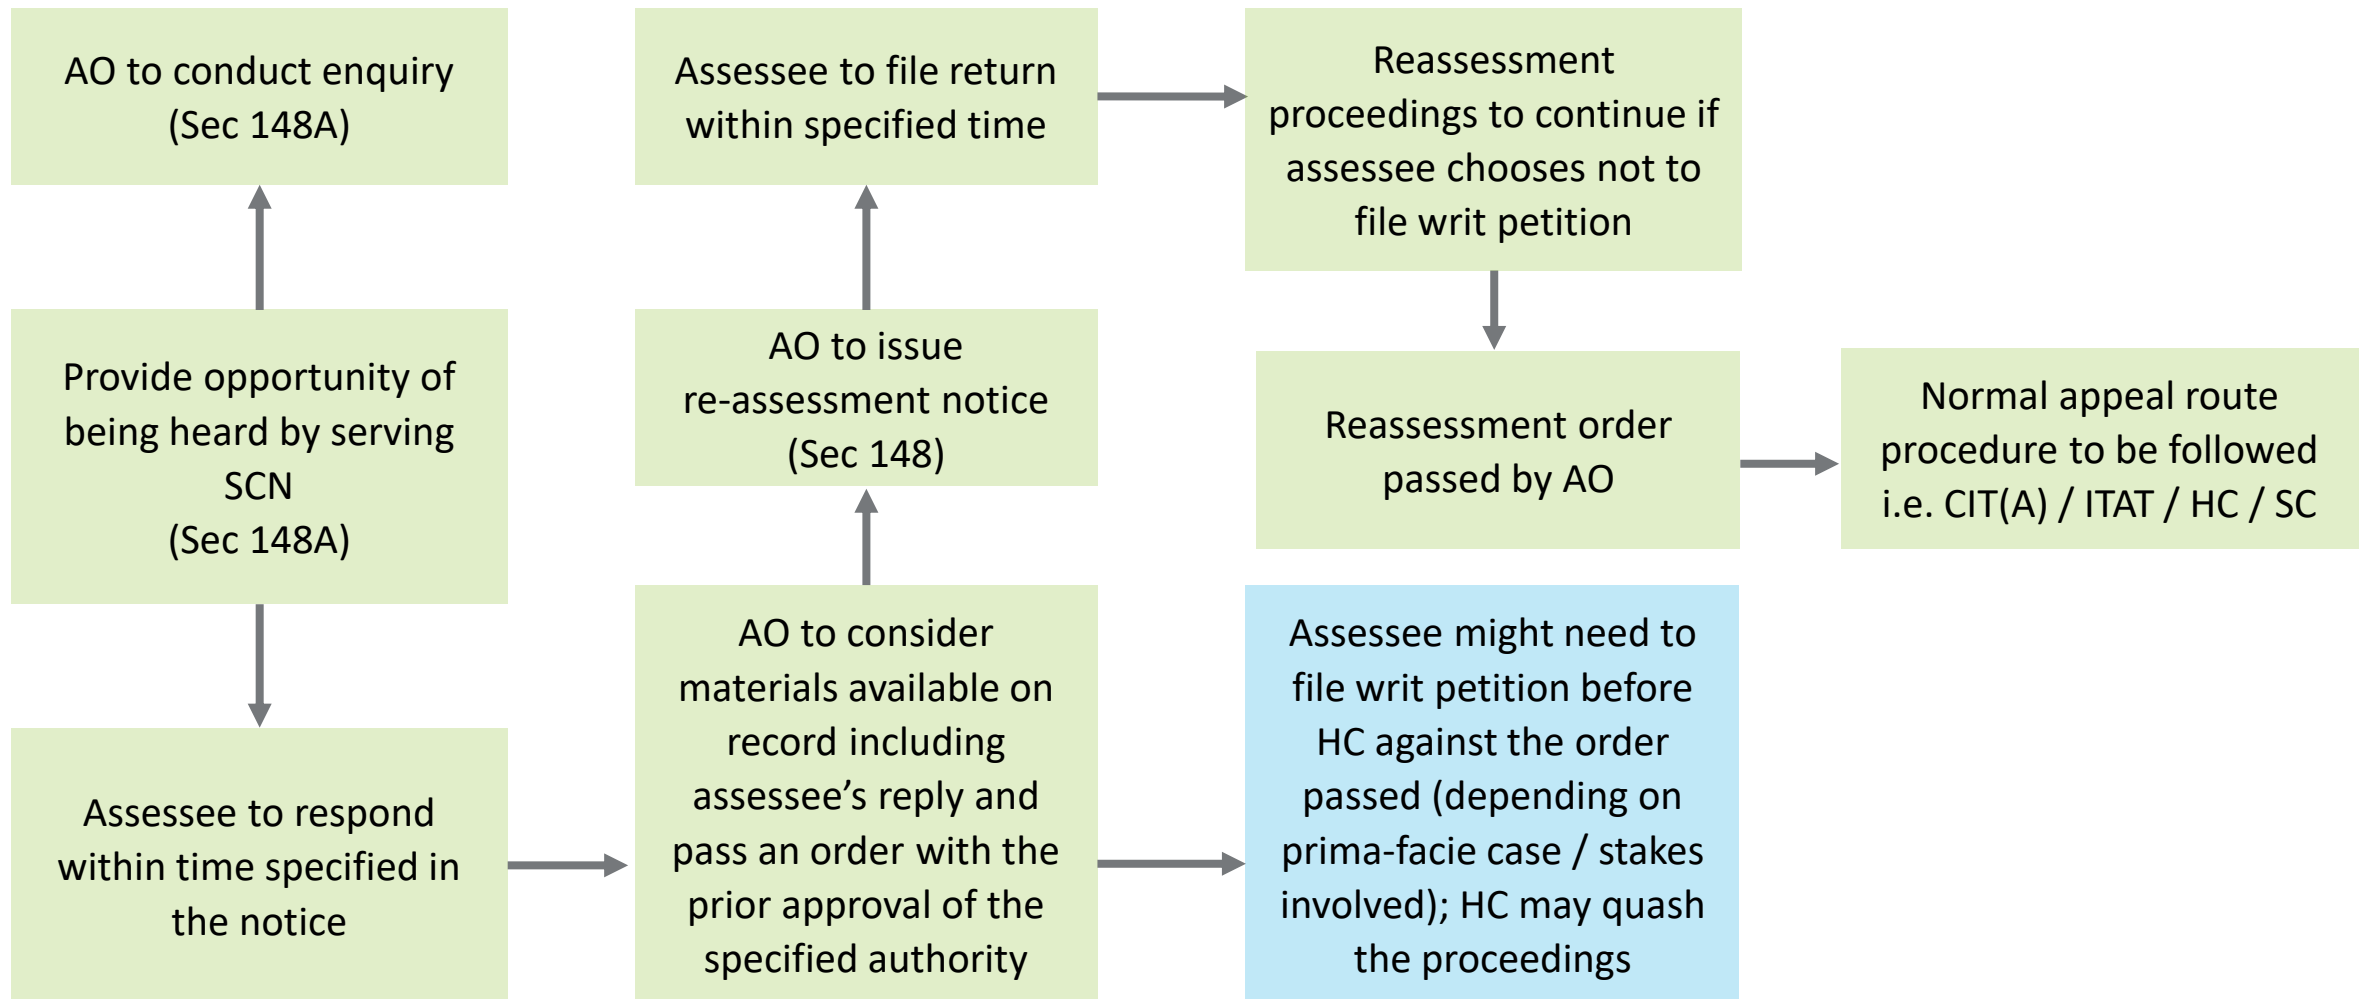 AO to conduct enquiry
(Sec 148A)
Provide opportunity of
being heard by serving
SCN
(Sec 148A)
Assessee to respond
within time specified in
the notice
Assessee to file return
within specified time
AO to issue
re-assessment notice
(Sec 148)
AO to consider
materials available on
record including
assessee’s reply and
pass an order with the
prior approval of the
specified authority
Reassessment
proceedings to continue if
assessee chooses not to
file writ petition
Reassessment order
passed by AO
Assessee might need to
file writ petition before
HC against the order
passed (depending on
prima-facie case / stakes
involved); HC may quash
the proceedings
Normal appeal route
procedure to be followed
i.e. CIT(A) / ITAT / HC / SC